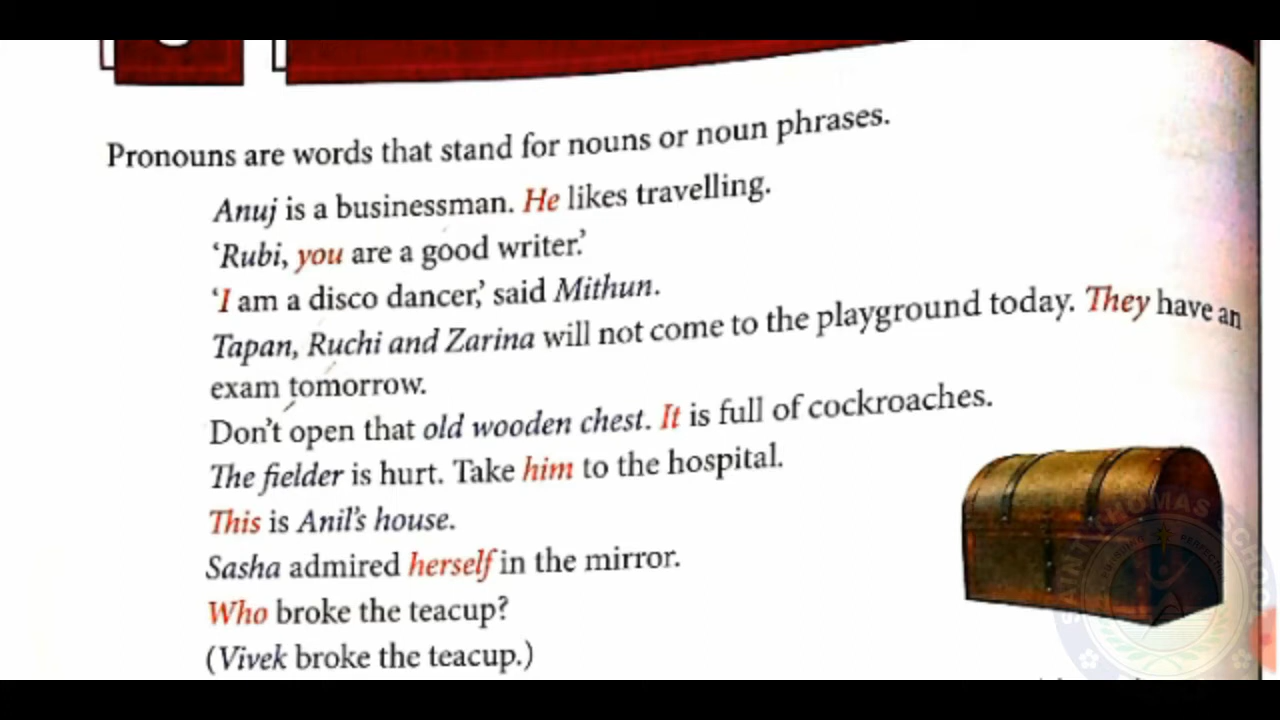 Pronouns are words that stand for nouns or noun phrases.
Anuj is a businessman. He likes travelling.
‘Rubi, you are a good writer.’
‘I am a disco dancer,’ said Mithun.
Tapan, Ruchi and Zarina will not come to the playground today. They have an
exam tomorrow.
Don’t open that old wooden chest. It is full of cockroaches.
The fielder is hurt. Take him to the hospital.
This is Anil’s house.
Sasha admired herself in the mirror.
Who broke the teacup?
(Vivek broke the teacup.)